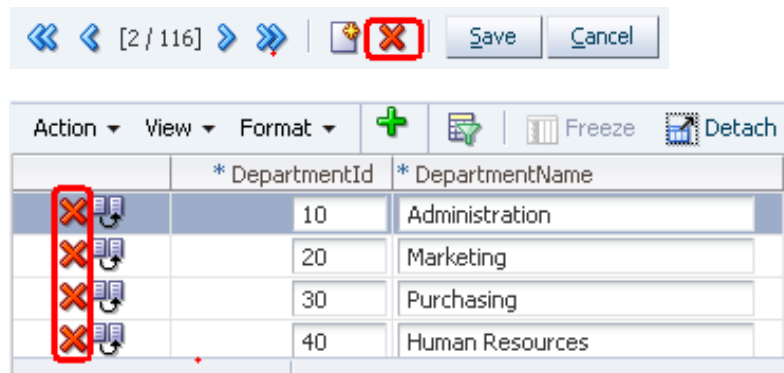 [2 / 116] Save Cancel
Action View Format Freeze Detach
* DepartmentId * DepartmentName
10 Administration
20 Marketing
30 Purchasing
40 Human Resources